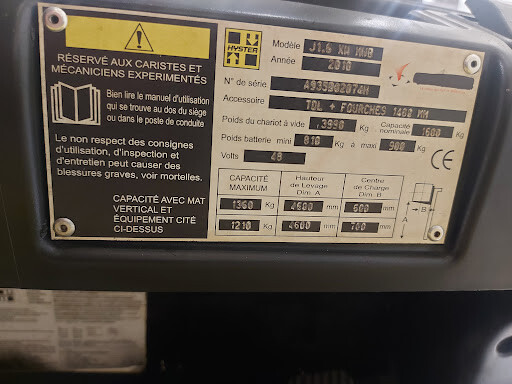 RÉSERVÉ AUX CARISTES ET
MÉCANICIENS EXPERIMENTÉS
Bien lire le manuel d'utilisation
qui se trouve au dos du siège
ou dans le poste de conduite
Le non respect des consignes
d'utilisation, d'inspection et
d'entretien peut causer des
blessures graves, voir mortelles.
CAPACITÉ AVEC MAT
VERTICAL ET
ÉQUIPEMENT CITÉ
CI-DESSUS
HYSTER
Modèle J1.6 XN MWB
Année 2010
N° de série
Accessoire TDL + FOURCHES 1400 MM
Poids du chariot à vide .3990 Kg Capacité nominale 1600 Kg
Poids batterie mini 810 Kg à maxi 900 Kg
Volts 48
CE
CAPACITÉ MAXIMUM Hauteur de Levage Dim. A Centre de Charge Dim. B
1360 Kg 4600 mm 600 mm
1210 Kg 4600 mm 700 mm
A
B